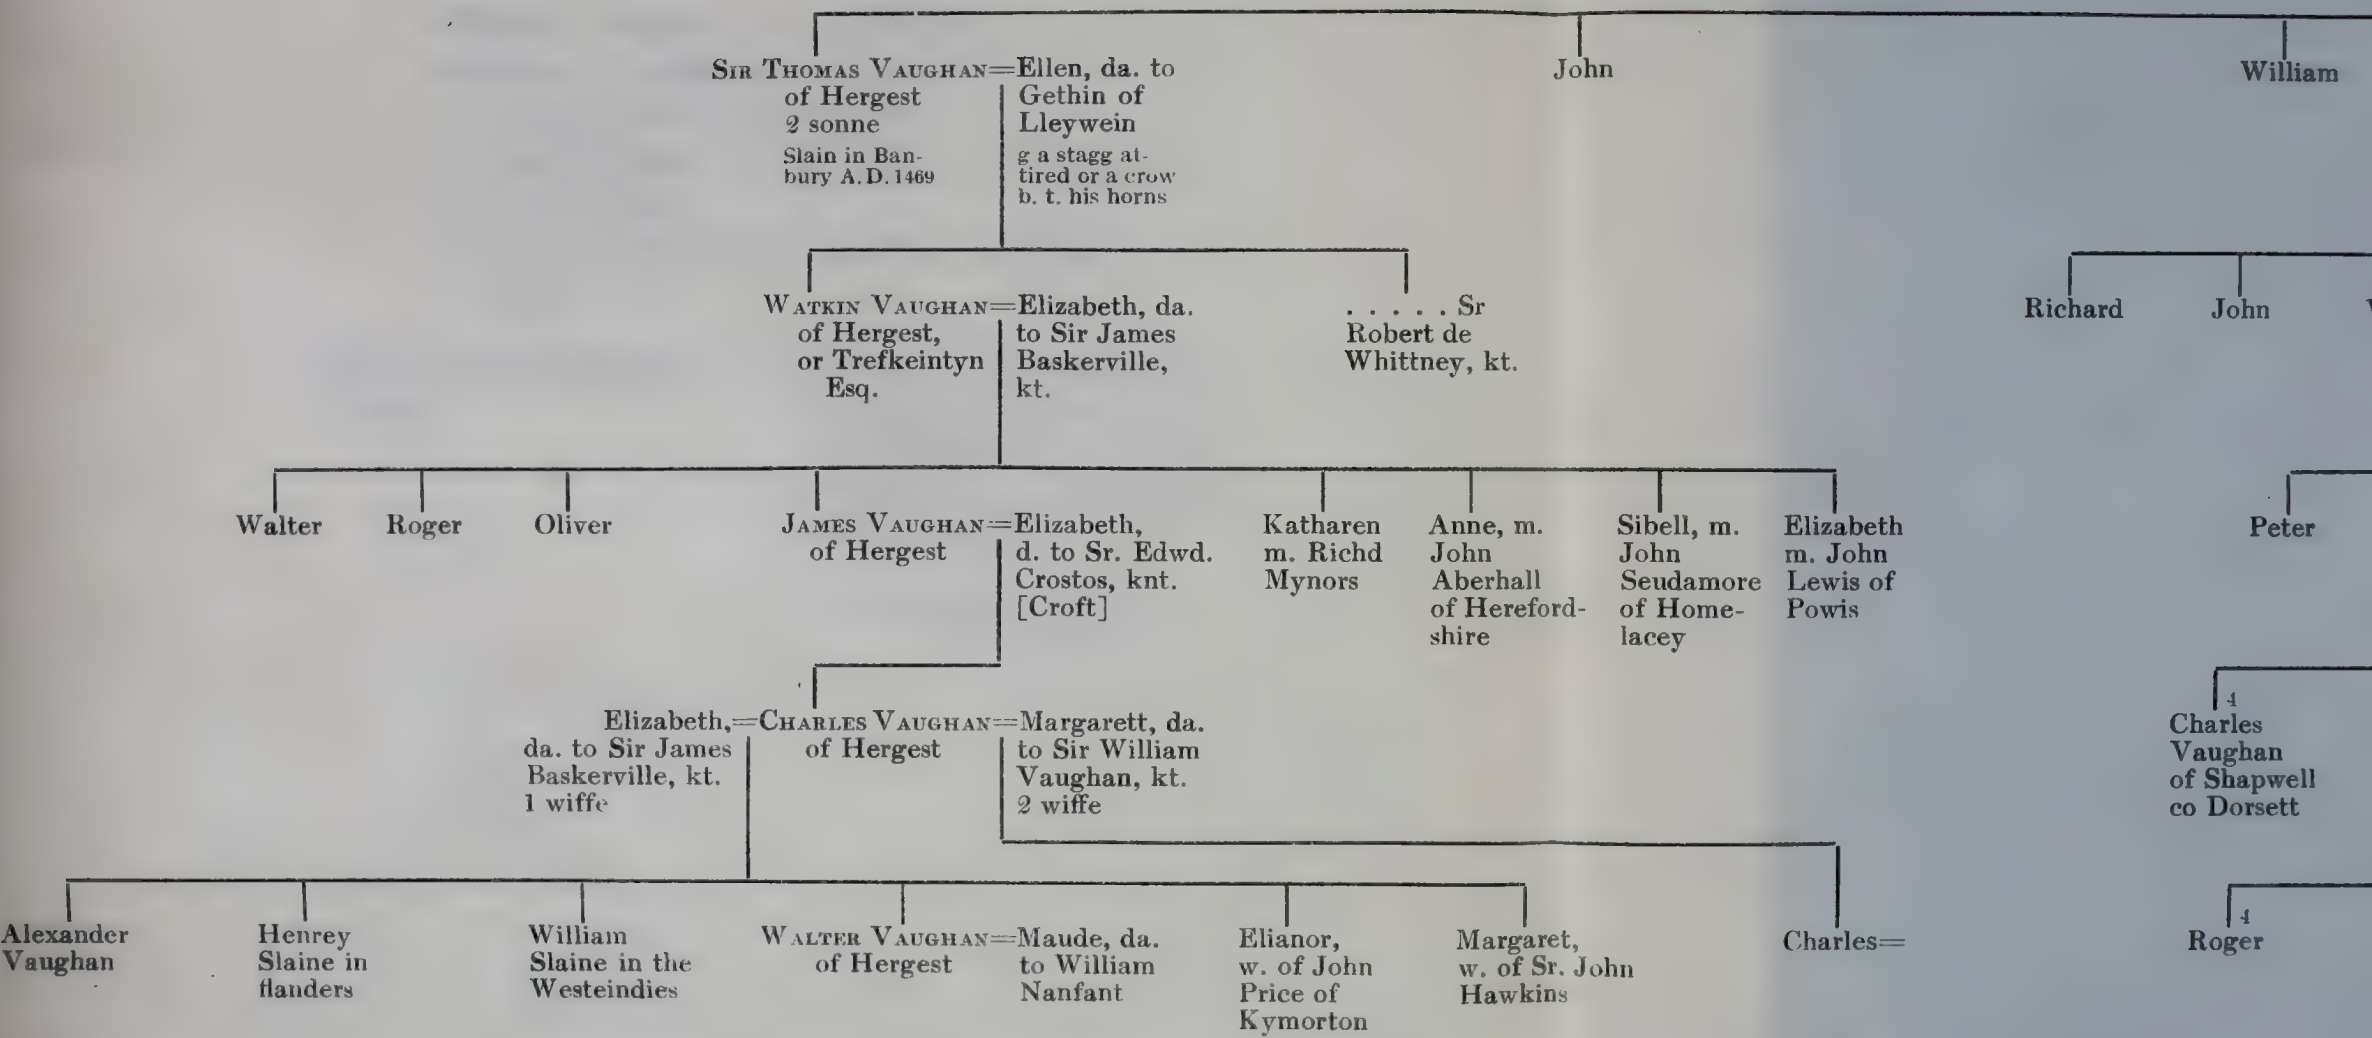 SIR THOMAS VAUGHAN=Ellen, da. to
of Hergest
2 sonne
Slain in Ban-
bury A.D. 1469
Gethin of
Lleywein
g a stagg at-
tired or a crow
b. t. his horns
John
William
WATKIN VAUGHAN=Elizabeth, da.
of Hergest,
or Trefkeintyn
Esq.
to Sir James
Baskerville,
kt.
. . . . . Sr
Robert de
Whittney, kt.
Richard
John
Walter
Roger
Oliver
JAMES VAUGHAN=Elizabeth,
of Hergest
d. to Sr. Edwd.
Crostos, knt.
[Croft]
Katharen
m. Richd
Mynors
Anne, m.
John
Aberhall
of Hereford-
shire
Sibell, m.
John
Seudamore
of Home-
lacey
Elizabeth
m. John
Lewis of
Powis
Peter
Elizabeth,=CHARLES VAUGHAN=Margarett, da.
da. to Sir James
Baskerville, kt.
1 wiffe
of Hergest
to Sir William
Vaughan, kt.
2 wiffe
4
Charles
Vaughan
of Shapwell
co Dorsett
Alexander
Vaughan
Henrey
Slaine in
flanders
William
Slaine in the
Westeindies
WALTER VAUGHAN=Maude, da.
of Hergest
to William
Nanfant
Elianor,
w. of John
Price of
Kymorton
Margaret,
w. of Sr. John
Hawkins
Charles=
4
Roger